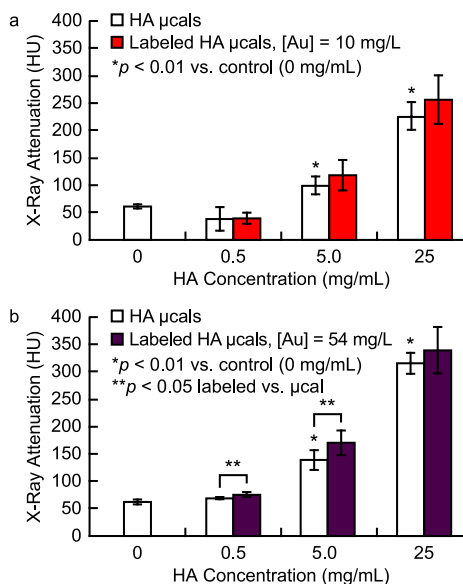 a
HA µcals
Labeled HA µcals, [Au] = 10 mg/L
*p < 0.01 vs. control (0 mg/mL)
X-Ray Attenuation (HU)
400
350
300
250
200
150
100
50
0
*
*
0 0.5 5.0 25
HA Concentration (mg/mL)
b
HA µcals
Labeled HA µcals, [Au] = 54 mg/L
*p < 0.01 vs. control (0 mg/mL)
**p < 0.05 labeled vs. µcal
X-Ray Attenuation (HU)
400
350
300
250
200
150
100
50
0
*
**
*
**
0 0.5 5.0 25
HA Concentration (mg/mL)